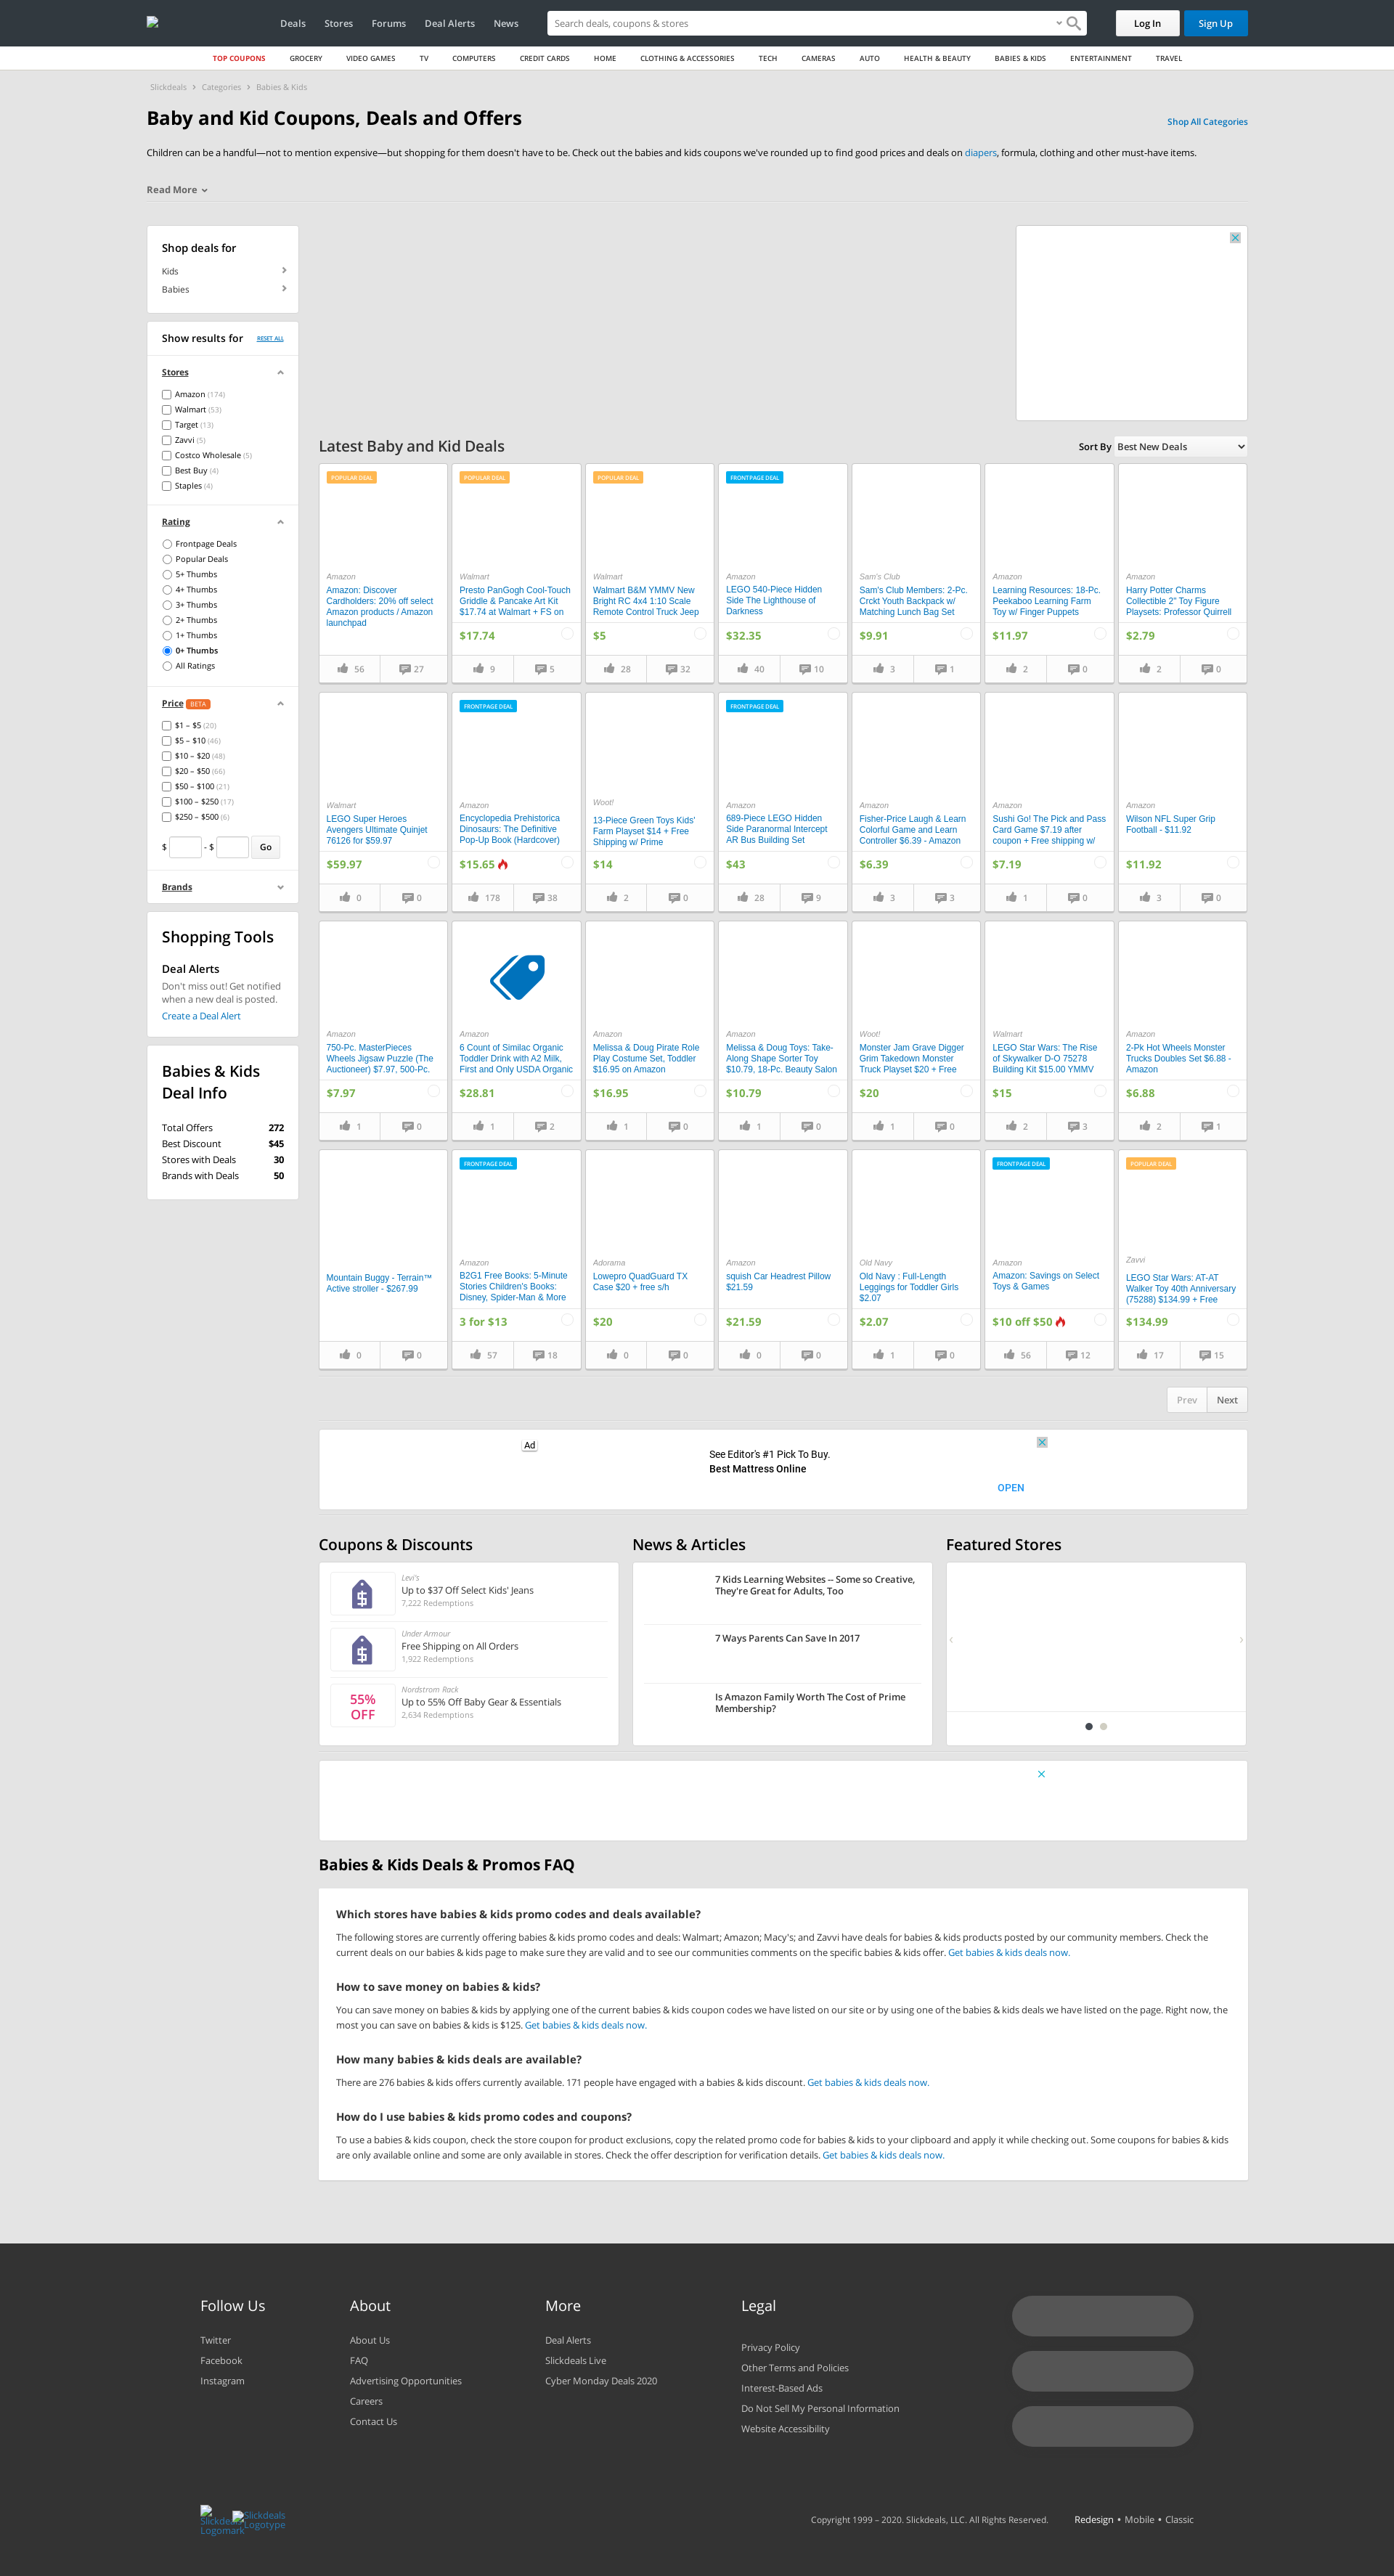 Deals Stores Forums Deal Alerts News Search deals, coupons & stores Log In Sign Up
TOP COUPONS GROCERY VIDEO GAMES TV COMPUTERS CREDIT CARDS HOME CLOTHING & ACCESSORIES TECH CAMERAS AUTO HEALTH & BEAUTY BABIES & KIDS ENTERTAINMENT TRAVEL
Slickdeals › Categories › Babies & Kids
Baby and Kid Coupons, Deals and Offers
Shop All Categories
Children can be a handful—not to mention expensive—but shopping for them doesn't have to be. Check out the babies and kids coupons we've rounded up to find good prices and deals on diapers, formula, clothing and other must-have items.
Read More
Shop deals for
Kids
Babies
Show results for RESET ALL
Stores
Amazon (174)
Walmart (53)
Target (13)
Zavvi (5)
Costco Wholesale (5)
Best Buy (4)
Staples (4)
Rating
Frontpage Deals
Popular Deals
5+ Thumbs
4+ Thumbs
3+ Thumbs
2+ Thumbs
1+ Thumbs
0+ Thumbs
All Ratings
Price BETA
$1 – $5 (20)
$5 – $10 (46)
$10 – $20 (48)
$20 – $50 (66)
$50 – $100 (21)
$100 – $250 (17)
$250 – $500 (6)
$ - $ Go
Brands
Shopping Tools
Deal Alerts
Don't miss out! Get notified
when a new deal is posted.
Create a Deal Alert
Babies & Kids
Deal Info
Total Offers 272
Best Discount $45
Stores with Deals 30
Brands with Deals 50
Latest Baby and Kid Deals
Sort By Best New Deals
POPULAR DEAL
Amazon
Amazon: Discover
Cardholders: 20% off select
Amazon products / Amazon
launchpad
56 27
POPULAR DEAL
Walmart
Presto PanGogh Cool-Touch
Griddle & Pancake Art Kit
$17.74 at Walmart + FS on
$17.74
9 5
POPULAR DEAL
Walmart
Walmart B&M YMMV New
Bright RC 4x4 1:10 Scale
Remote Control Truck Jeep
$5
28 32
FRONTPAGE DEAL
Amazon
LEGO 540-Piece Hidden
Side The Lighthouse of
Darkness
$32.35
40 10
Sam's Club
Sam's Club Members: 2-Pc.
Crckt Youth Backpack w/
Matching Lunch Bag Set
$9.91
3 1
Amazon
Learning Resources: 18-Pc.
Peekaboo Learning Farm
Toy w/ Finger Puppets
$11.97
2 0
Amazon
Harry Potter Charms
Collectible 2" Toy Figure
Playsets: Professor Quirrell
$2.79
2 0
Walmart
LEGO Super Heroes
Avengers Ultimate Quinjet
76126 for $59.97
$59.97
0 0
FRONTPAGE DEAL
Amazon
Encyclopedia Prehistorica
Dinosaurs: The Definitive
Pop-Up Book (Hardcover)
$15.65
178 38
Woot!
13-Piece Green Toys Kids'
Farm Playset $14 + Free
Shipping w/ Prime
$14
2 0
FRONTPAGE DEAL
Amazon
689-Piece LEGO Hidden
Side Paranormal Intercept
AR Bus Building Set
$43
28 9
Amazon
Fisher-Price Laugh & Learn
Colorful Game and Learn
Controller $6.39 - Amazon
$6.39
3 3
Amazon
Sushi Go! The Pick and Pass
Card Game $7.19 after
coupon + Free shipping w/
$7.19
1 0
Amazon
Wilson NFL Super Grip
Football - $11.92
$11.92
3 0
Amazon
750-Pc. MasterPieces
Wheels Jigsaw Puzzle (The
Auctioneer) $7.97, 500-Pc.
$7.97
1 0
Amazon
6 Count of Similac Organic
Toddler Drink with A2 Milk,
First and Only USDA Organic
$28.81
1 2
Amazon
Melissa & Doug Pirate Role
Play Costume Set, Toddler
$16.95 on Amazon
$16.95
1 0
Amazon
Melissa & Doug Toys: Take-
Along Shape Sorter Toy
$10.79, 18-Pc. Beauty Salon
$10.79
1 0
Woot!
Monster Jam Grave Digger
Grim Takedown Monster
Truck Playset $20 + Free
$20
1 0
Walmart
LEGO Star Wars: The Rise
of Skywalker D-O 75278
Building Kit $15.00 YMMV
$15
2 3
Amazon
2-Pk Hot Wheels Monster
Trucks Doubles Set $6.88 -
Amazon
$6.88
2 1
Mountain Buggy - Terrain™
Active stroller - $267.99
0 0
FRONTPAGE DEAL
Amazon
B2G1 Free Books: 5-Minute
Stories Children's Books:
Disney, Spider-Man & More
3 for $13
57 18
Adorama
Lowepro QuadGuard TX
Case $20 + free s/h
$20
0 0
Amazon
squish Car Headrest Pillow
$21.59
$21.59
0 0
Old Navy
Old Navy : Full-Length
Leggings for Toddler Girls
$2.07
$2.07
1 0
FRONTPAGE DEAL
Amazon
Amazon: Savings on Select
Toys & Games
$10 off $50
56 12
POPULAR DEAL
Zavvi
LEGO Star Wars: AT-AT
Walker Toy 40th Anniversary
(75288) $134.99 + Free
$134.99
17 15
Prev Next
Ad
See Editor's #1 Pick To Buy.
Best Mattress Online
OPEN
Coupons & Discounts
Levi's
Up to $37 Off Select Kids' Jeans
7,222 Redemptions
Under Armour
Free Shipping on All Orders
1,922 Redemptions
55%
OFF
Nordstrom Rack
Up to 55% Off Baby Gear & Essentials
2,634 Redemptions
News & Articles
7 Kids Learning Websites -- Some so Creative,
They're Great for Adults, Too
7 Ways Parents Can Save In 2017
Is Amazon Family Worth The Cost of Prime
Membership?
Featured Stores
Babies & Kids Deals & Promos FAQ
Which stores have babies & kids promo codes and deals available?
The following stores are currently offering babies & kids promo codes and deals: Walmart; Amazon; Macy's; and Zavvi have deals for babies & kids products posted by our community members. Check the
current deals on our babies & kids page to make sure they are valid and to see our communities comments on the specific babies & kids offer. Get babies & kids deals now.
How to save money on babies & kids?
You can save money on babies & kids by applying one of the current babies & kids coupon codes we have listed on our site or by using one of the babies & kids deals we have listed on the page. Right now, the
most you can save on babies & kids is $125. Get babies & kids deals now.
How many babies & kids deals are available?
There are 276 babies & kids offers currently available. 171 people have engaged with a babies & kids discount. Get babies & kids deals now.
How do I use babies & kids promo codes and coupons?
To use a babies & kids coupon, check the store coupon for product exclusions, copy the related promo code for babies & kids to your clipboard and apply it while checking out. Some coupons for babies & kids
are only available online and some are only available in stores. Check the offer description for verification details. Get babies & kids deals now.
Follow Us
Twitter
Facebook
Instagram
About
About Us
FAQ
Advertising Opportunities
Careers
Contact Us
More
Deal Alerts
Slickdeals Live
Cyber Monday Deals 2020
Legal
Privacy Policy
Other Terms and Policies
Interest-Based Ads
Do Not Sell My Personal Information
Website Accessibility
Slickdeals
Logotype
Logomark
Copyright 1999 – 2020. Slickdeals, LLC. All Rights Reserved. Redesign • Mobile • Classic